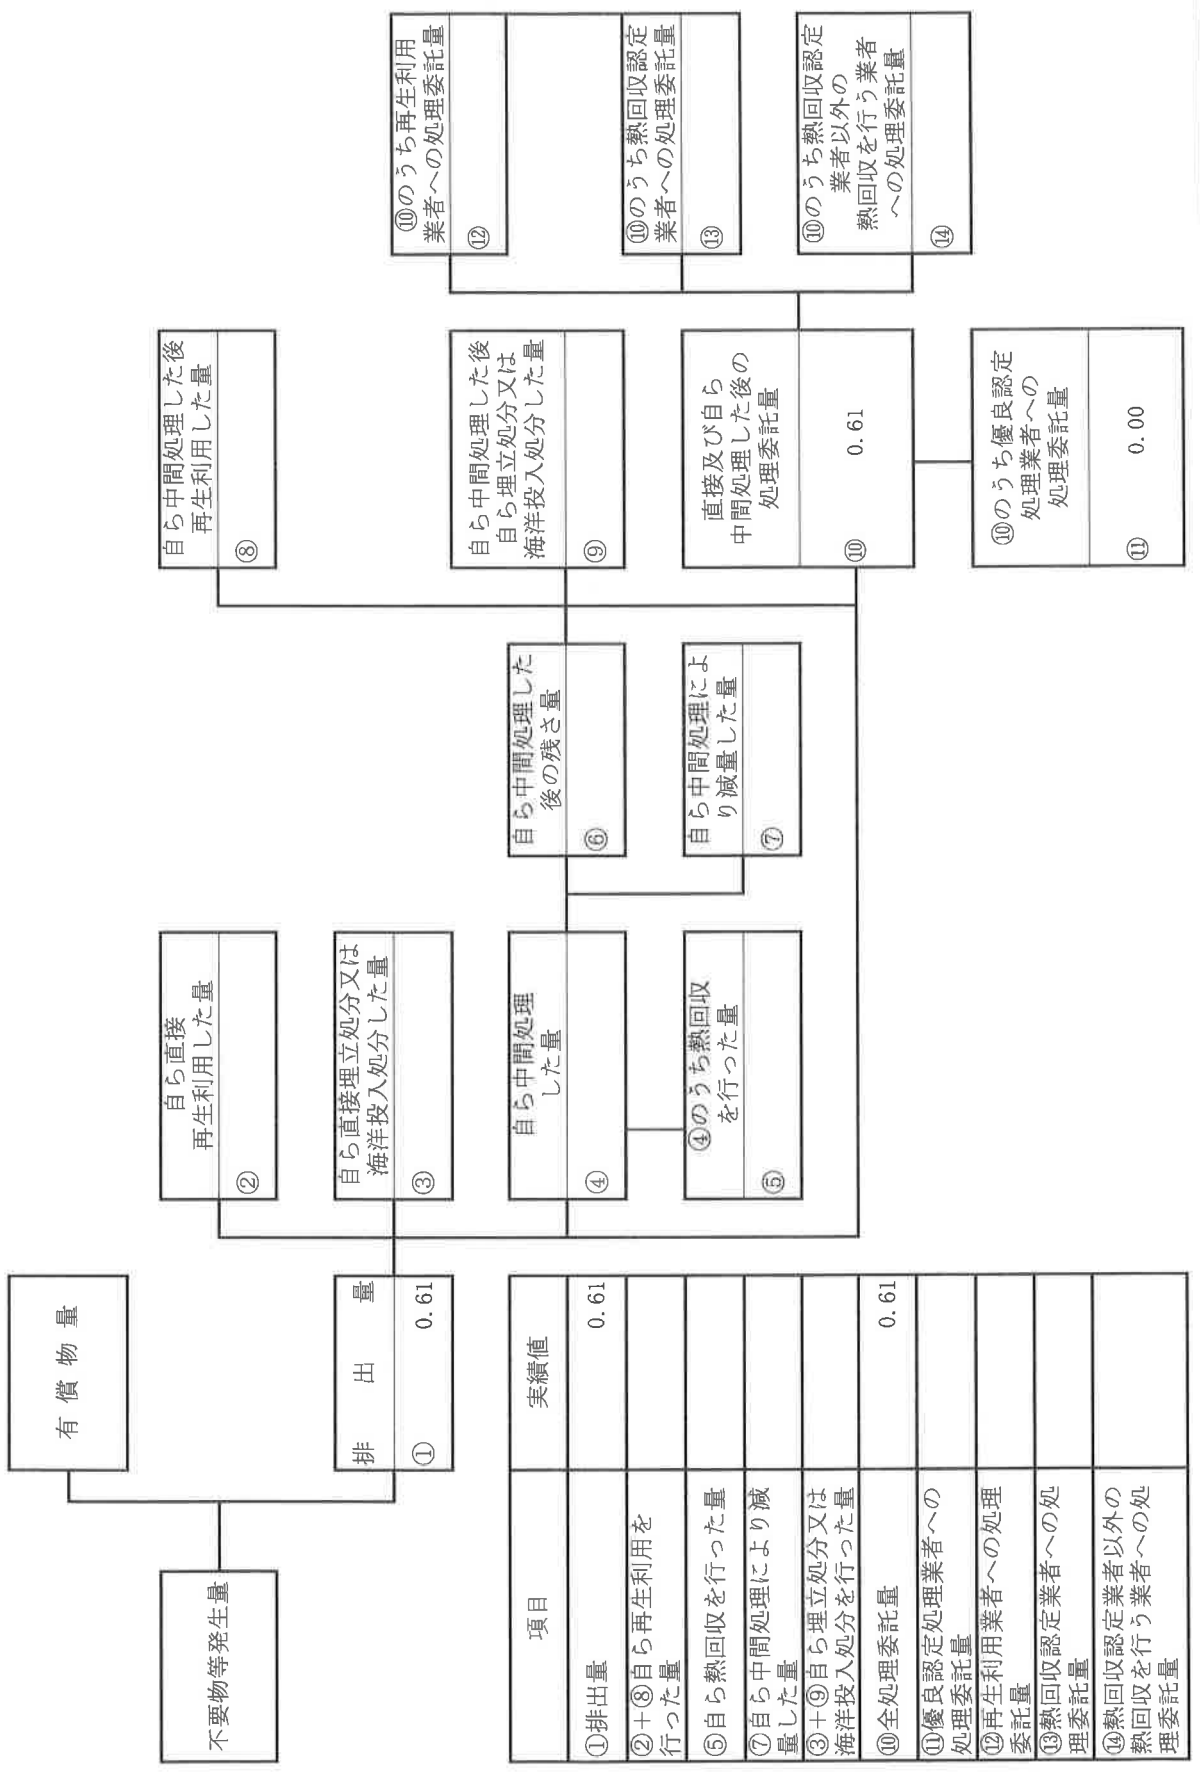 不要物等発生量
有償物量
排出量
① 0.61
自ら直接
再生利用した量
②
自ら直接埋立処分又は
海洋投入処分した量
③
自ら中間処理
した量
④
④のうち熱回収
を行った量
⑤
自ら中間処理した
後の残さ量
⑥
自ら中間処理によ
り減量した量
⑦
自ら中間処理した後
再生利用した量
⑧
自ら中間処理した後
自ら埋立処分又は
海洋投入処分した量
⑨
直接及び自ら
中間処理した後の
処理委託量
⑩ 0.61
⑩のうち優良認定
処理業者への
処理委託量
⑪ 0.00
⑩のうち再生利用
業者への処理委託量
⑫
⑩のうち熱回収認定
業者への処理委託量
⑬
⑩のうち熱回収認定
業者以外の
熱回収を行う業者
への処理委託量
⑭
項目 実績値
①排出量 0.61
②+⑧自ら再生利用を
行った量
⑤自ら熱回収を行った量
⑦自ら中間処理により減
量した量
③+⑨自ら埋立処分又は
海洋投入処分を行った量
⑩全処理委託量 0.61
⑪優良認定処理業者への
処理委託量
⑫再生利用業者への処理
委託量
⑬熱回収認定業者への処
理委託量
⑭熱回収認定業者以外の
熱回収を行う業者への処
理委託量